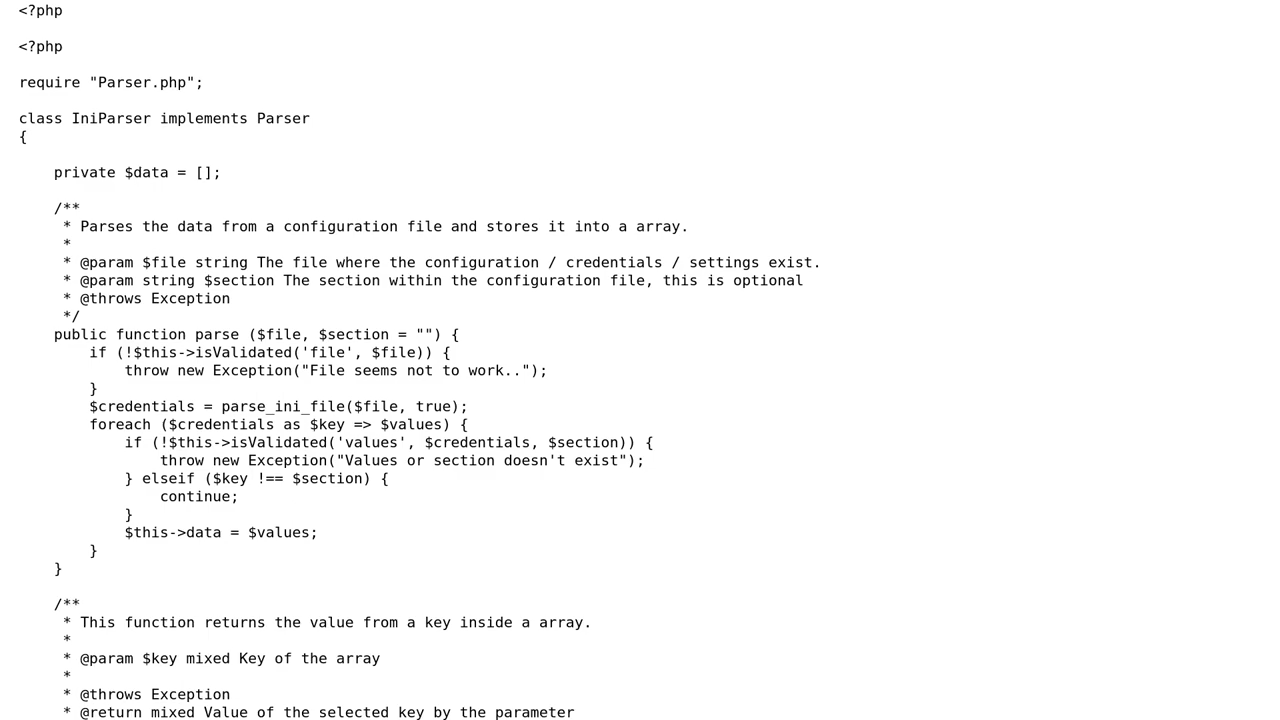 <?php
<?php
require "Parser.php";
class IniParser implements Parser
{
    private $data = [];
    /**
     * Parses the data from a configuration file and stores it into a array.
     *
     * @param $file string The file where the configuration / credentials / settings exist.
     * @param string $section The section within the configuration file, this is optional
     * @throws Exception
     */
    public function parse ($file, $section = "") {
        if (!$this->isValidated('file', $file)) {
            throw new Exception("File seems not to work..");
        }
        $credentials = parse_ini_file($file, true);
        foreach ($credentials as $key => $values) {
            if (!$this->isValidated('values', $credentials, $section)) {
                throw new Exception("Values or section doesn't exist");
            } elseif ($key !== $section) {
                continue;
            }
            $this->data = $values;
        }
    }
    /**
     * This function returns the value from a key inside a array.
     *
     * @param $key mixed Key of the array
     *
     * @throws Exception
     * @return mixed Value of the selected key by the parameter